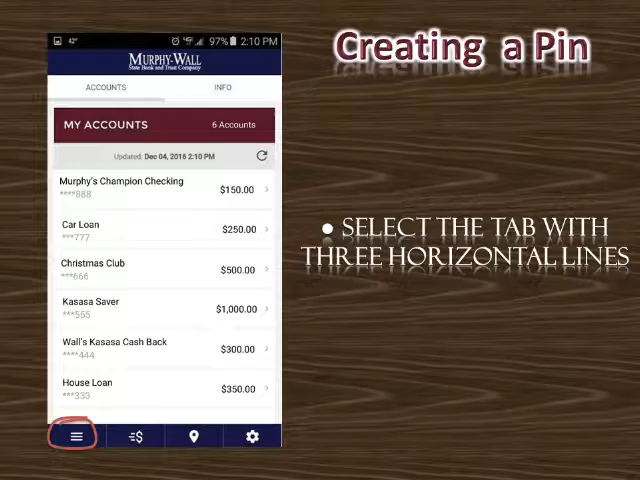 Creating a Pin
42°
97% 2:10 PM
MURPHY-WALL
State Bank and Trust Company
ACCOUNTS INFO
MY ACCOUNTS 6 Accounts
Updated: Dec 04, 2016 2:10 PM
Murphy's Champion Checking
****888
$150.00
Car Loan
***777
$250.00
Christmas Club
***666
$500.00
Kasasa Saver
***555
$1,000.00
Wall's Kasasa Cash Back
****444
$300.00
House Loan
***333
$350.00
• SELECT THE TAB WITH
THREE HORIZONTAL LINES